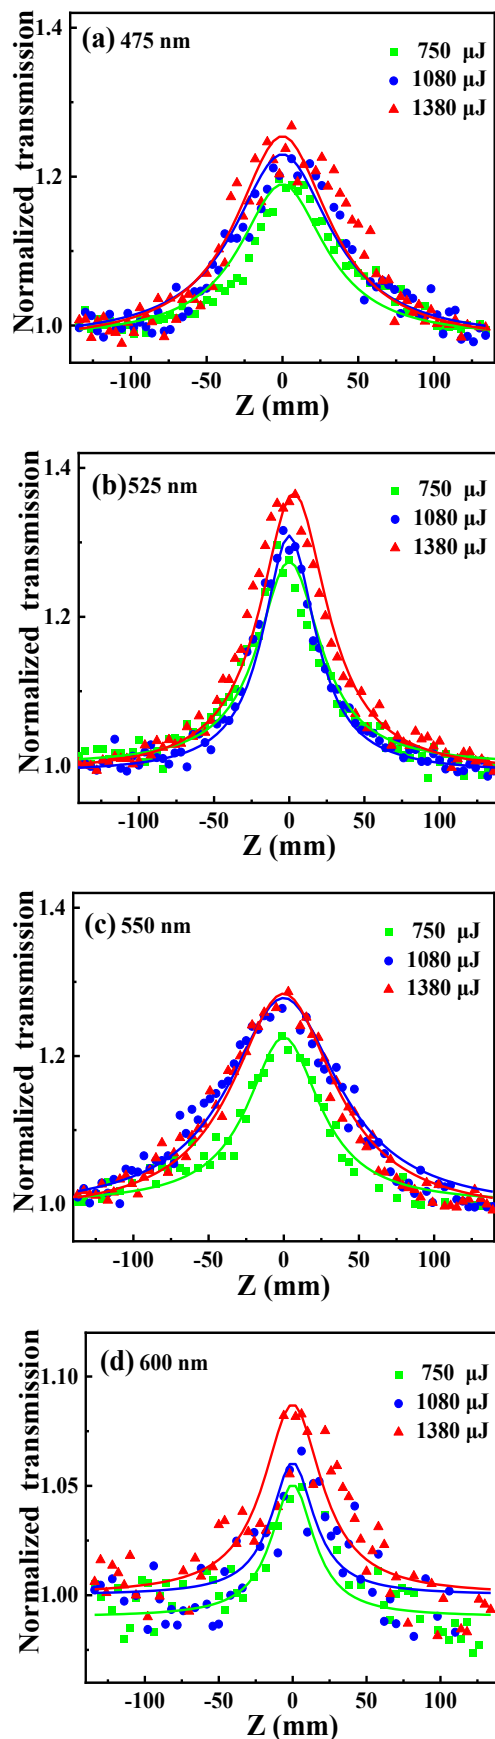 (a) 475 nm
750 μJ
1080 μJ
1380 μJ
Normalized transmission
1.4
1.2
1.0
-100 -50 0 50 100
Z (mm)
(b) 525 nm
750 μJ
1080 μJ
1380 μJ
Normalized transmission
1.4
1.2
1.0
-100 -50 0 50 100
Z (mm)
(c) 550 nm
750 μJ
1080 μJ
1380 μJ
Normalized transmission
1.4
1.2
1.0
-100 -50 0 50 100
Z (mm)
(d) 600 nm
750 μJ
1080 μJ
1380 μJ
Normalized transmission
1.10
1.05
1.00
-100 -50 0 50 100
Z (mm)